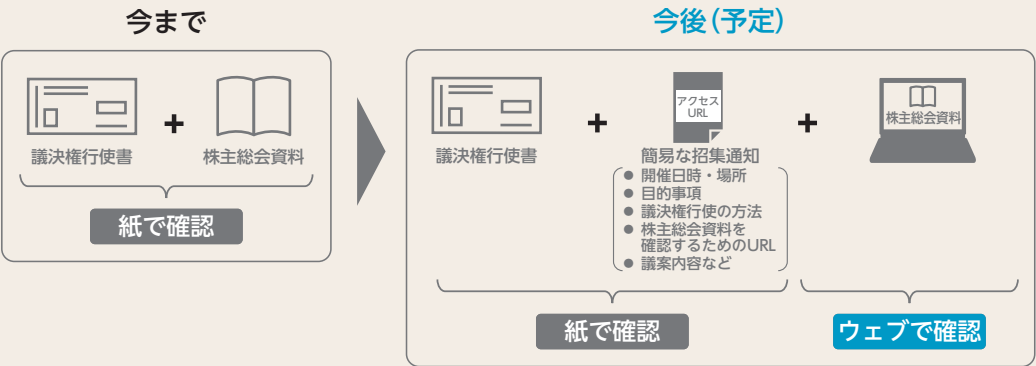 今まで
今後(予定)
+
議決権行使書
株主総会資料
紙で確認
+
+
アクセス
URL
株主総会資料
議決権行使書
簡易な招集通知
● 開催日時・場所
● 目的事項
● 議決権行使の方法
● 株主総会資料を
確認するためのURL
● 議案内容など
紙で確認
ウェブで確認